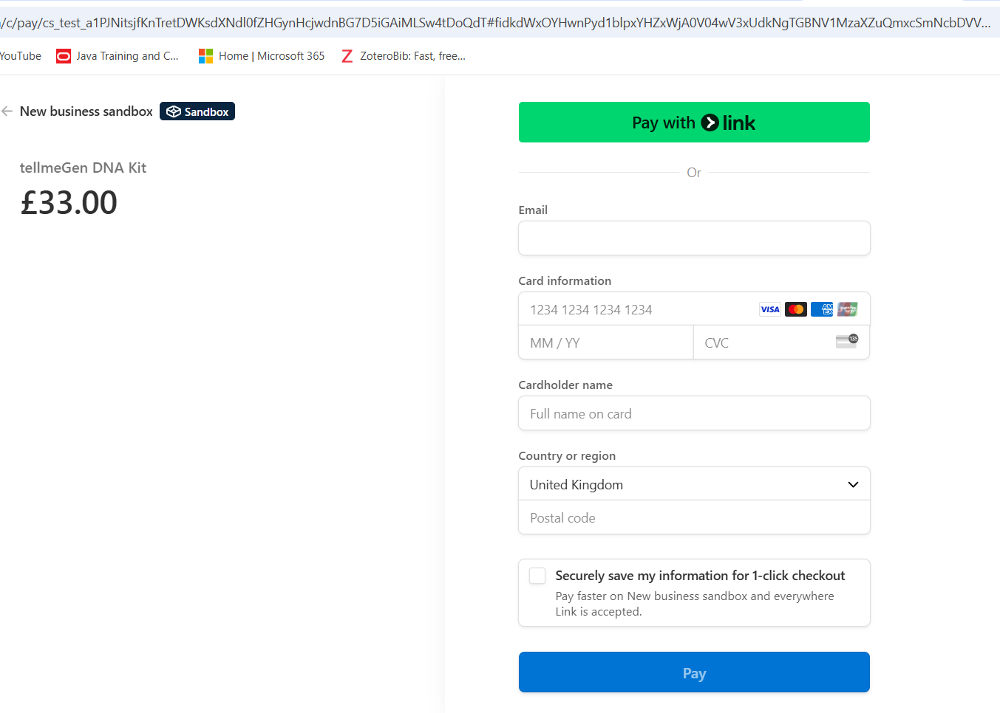 /c/pay/cs_test_a1PJNitsjfKnTretDWKsdXNdl0fZHGynHcjwdnBG7D5iGAiMLSw4tDoQdT#fidkdWxOYHwnPyd1blpxYHZxWjA0V04wV3xUdkNgTGBNV1MzaXZuQmxcSmNcbDVV...
YouTube
Java Training and C...
Home | Microsoft 365
ZoteroBib: Fast, free...
New business sandbox
Sandbox
tellmeGen DNA Kit
£33.00
Pay with link
Or
Email
Card information
1234 1234 1234 1234
VISA
AM
EX
MM / YY
CVC
135
Cardholder name
Full name on card
Country or region
United Kingdom
Postal code
Securely save my information for 1-click checkout
Pay faster on New business sandbox and everywhere
Link is accepted.
Pay